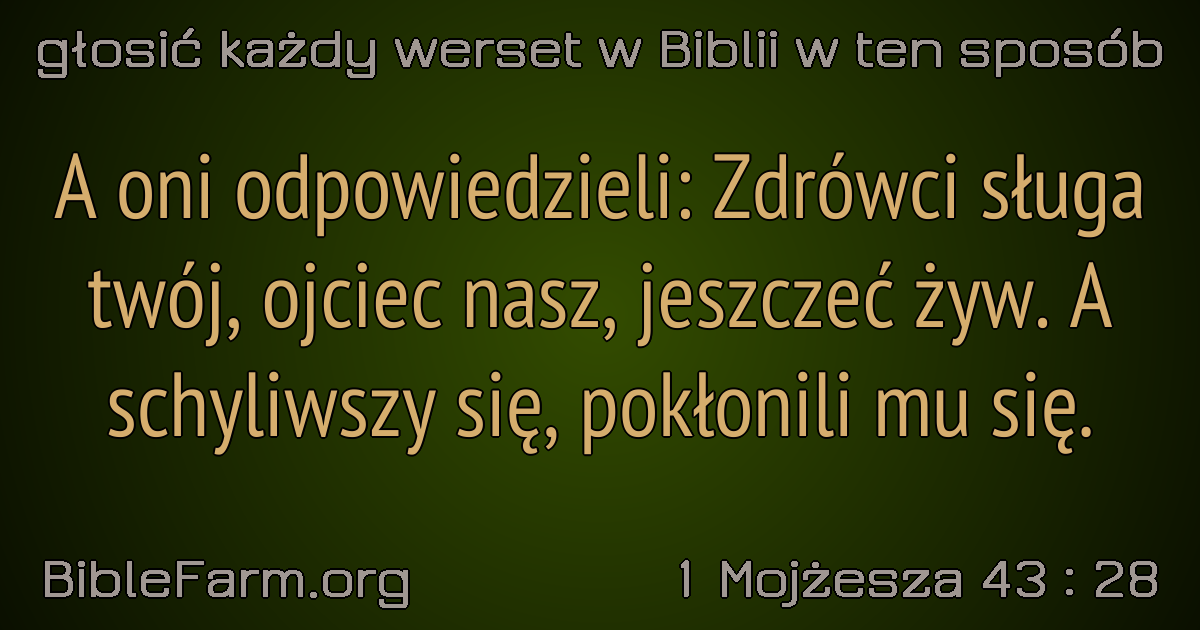 głosić każdy werset w Biblii w ten sposób
A oni odpowiedzieli: Zdrówci sługa
twój, ojciec nasz, jeszczeć żyw. A
schyliwszy się, pokłonili mu się.
BibleFarm.org
1 Mojżesza 43 : 28